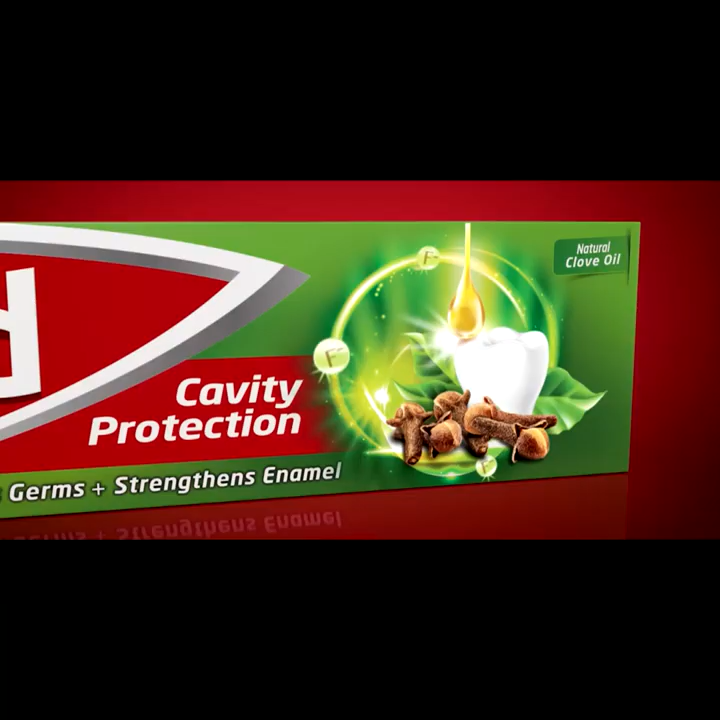 d
Natural
Clove Oil
F⁻
F⁻
Cavity
Protection
Germs + Strengthens Enamel
F⁻